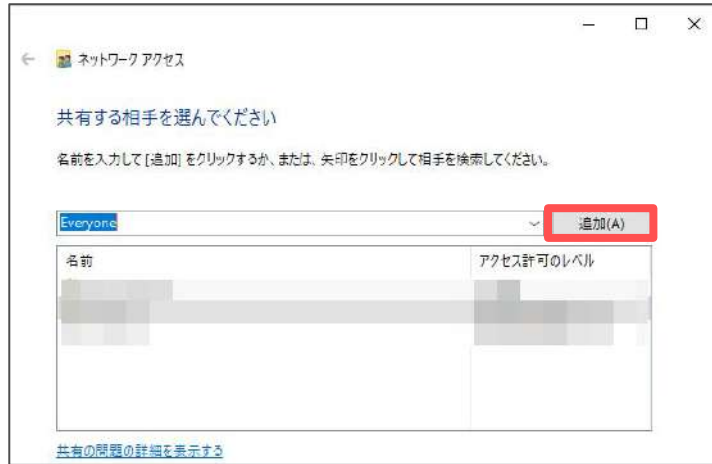 ネットワーク アクセス
共有する相手を選んでください
名前を入力して [追加] をクリックするか、または、矢印をクリックして相手を検索してください。
Everyone 追加(A)
名前 アクセス許可のレベル
共有の問題の詳細を表示する